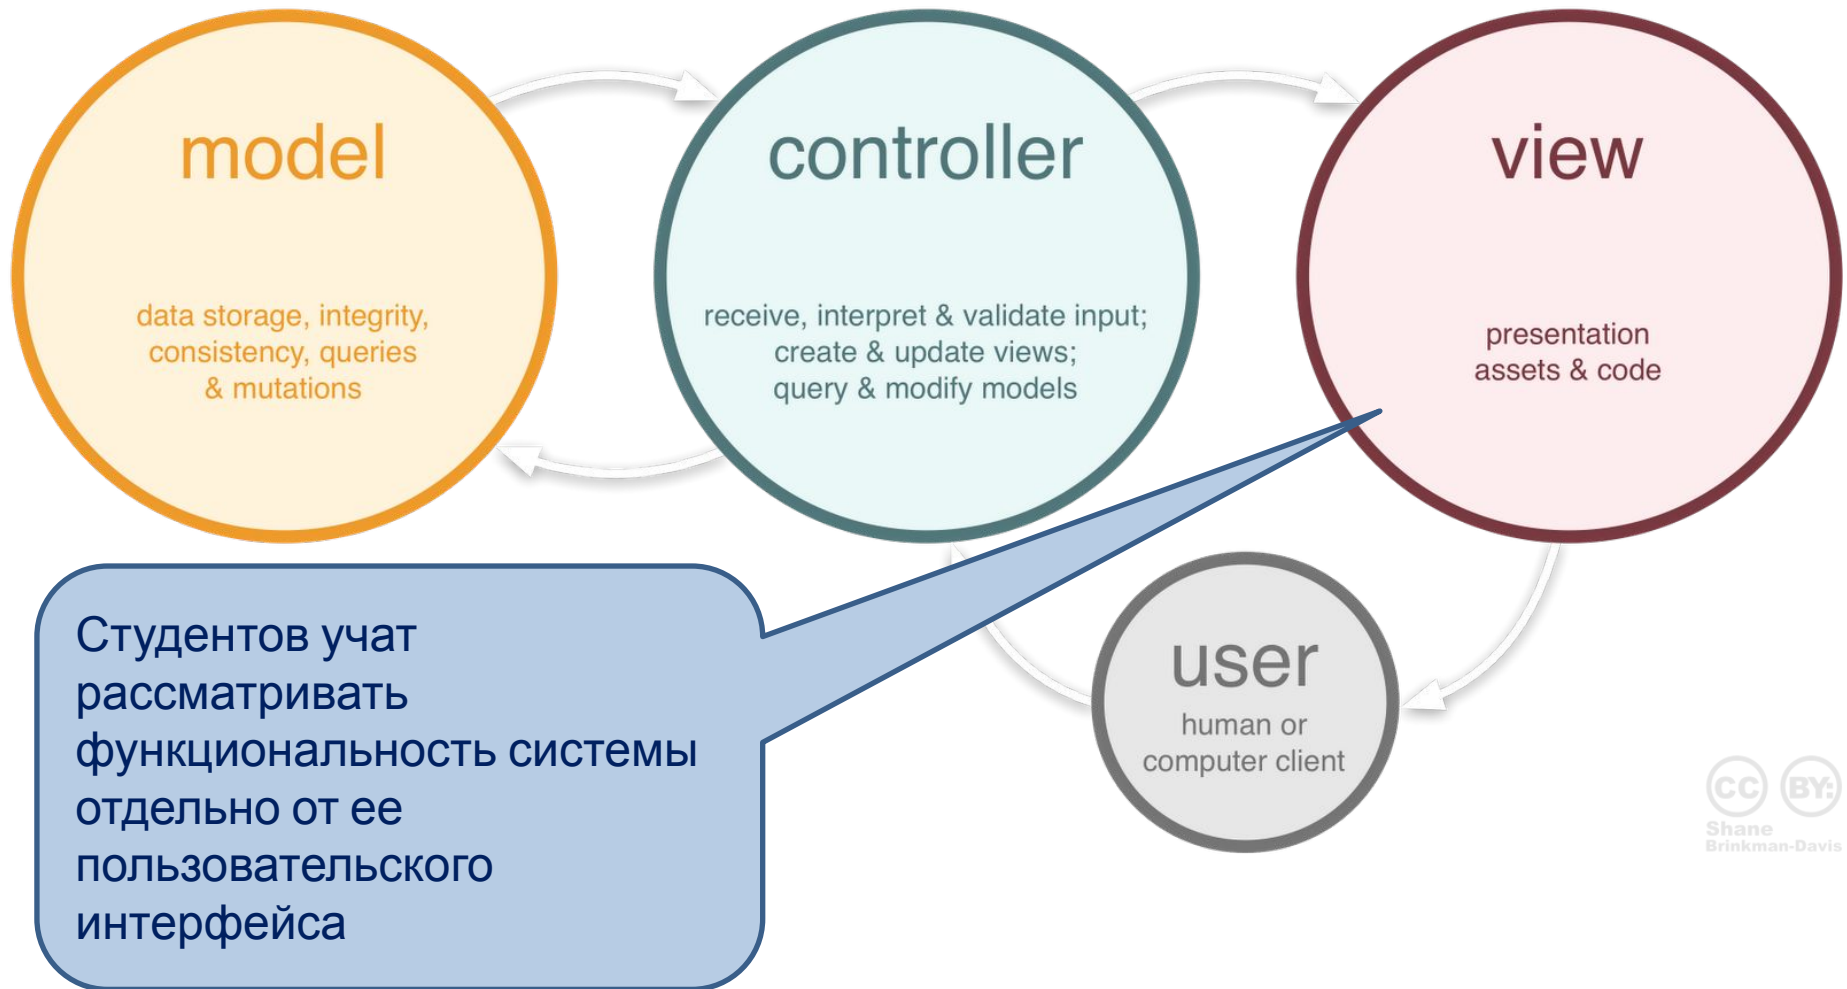 model
data storage, integrity,
consistency, queries
& mutations
controller
receive, interpret & validate input;
create & update views;
query & modify models
view
presentation
assets & code
Студентов учат
рассматривать
функциональность системы
отдельно от ее
пользовательского
интерфейса
user
human or
computer client
CC BY:
Shane
Brinkman-Davis